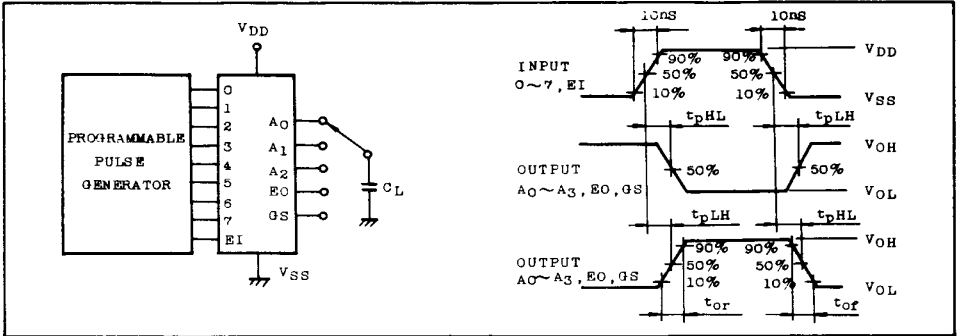 VDD
PROGRAMMABLE
PULSE
GENERATOR
0
1
2
3
4
5
6
7
EI
A0
A1
A2
EO
GS
CL
VSS
10nS
10nS
INPUT
0~7, EI
90%
50%
10%
90%
50%
10%
VDD
VSS
tpHL
tpLH
OUTPUT
A0~A3, EO, GS
50%
50%
VOH
VOL
tpLH
tpHL
OUTPUT
A0~A3, EO, GS
90%
50%
10%
90%
50%
10%
VOH
VOL
tor
tof